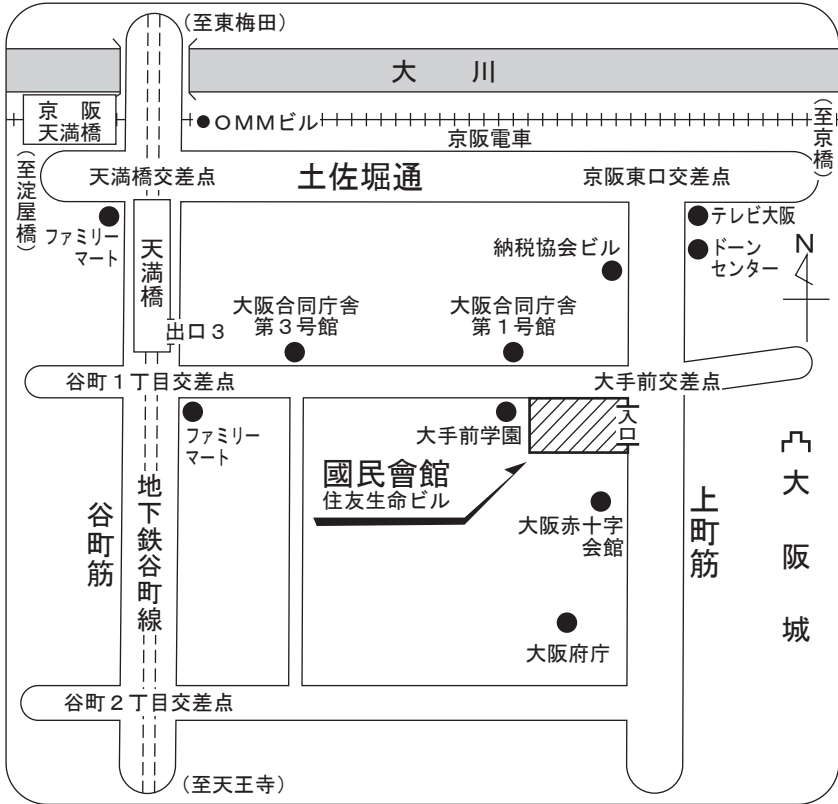 （至東梅田）
大　川
京　阪
天満橋
●OMMビル
京阪電車
（至京橋）
（至淀屋橋）
天満橋交差点
土佐堀通
京阪東口交差点
ファミリー
マート
天満橋
出口３
納税協会ビル
テレビ大阪
ドーン
センター
N
大阪合同庁舎
第３号館
大阪合同庁舎
第１号館
谷町１丁目交差点
大手前交差点
ファミリー
マート
大手前学園
入口
國民會館
住友生命ビル
大阪赤十字
会館
大阪府庁
谷町筋
地下鉄谷町線
上町筋
大阪城
谷町２丁目交差点
（至天王寺）